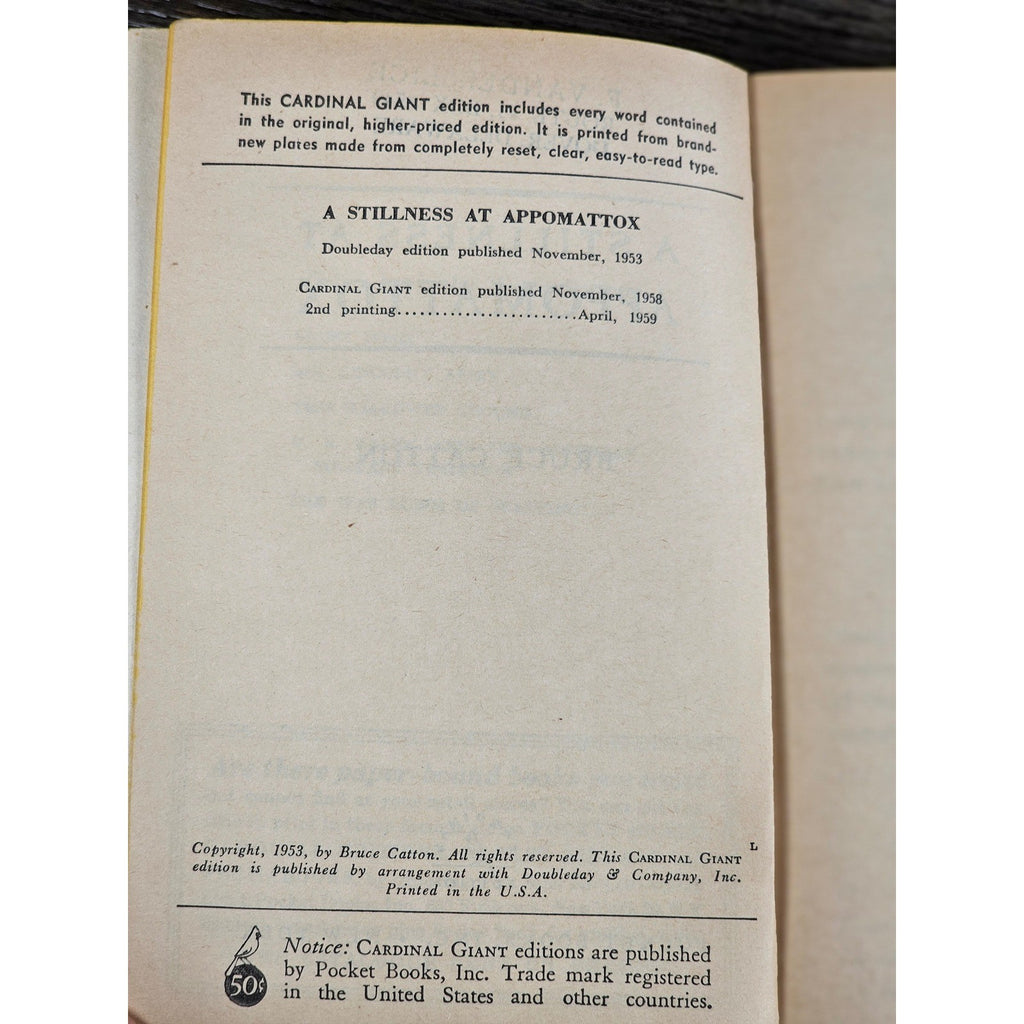 This CARDINAL GIANT edition includes every word contained
in the original, higher-priced edition. It is printed from brand-
new plates made from completely reset, clear, easy-to-read type.
A STILLNESS AT APPOMATTOX
Doubleday edition published November, 1953
CARDINAL GIANT edition published November, 1958
2nd printing........................April, 1959
L
Copyright, 1953, by Bruce Catton. All rights reserved. This CARDINAL GIANT
edition is published by arrangement with Doubleday & Company, Inc.
Printed in the U.S.A.
Notice: CARDINAL GIANT editions are published
by Pocket Books, Inc. Trade mark registered
in the United States and other countries.
50¢